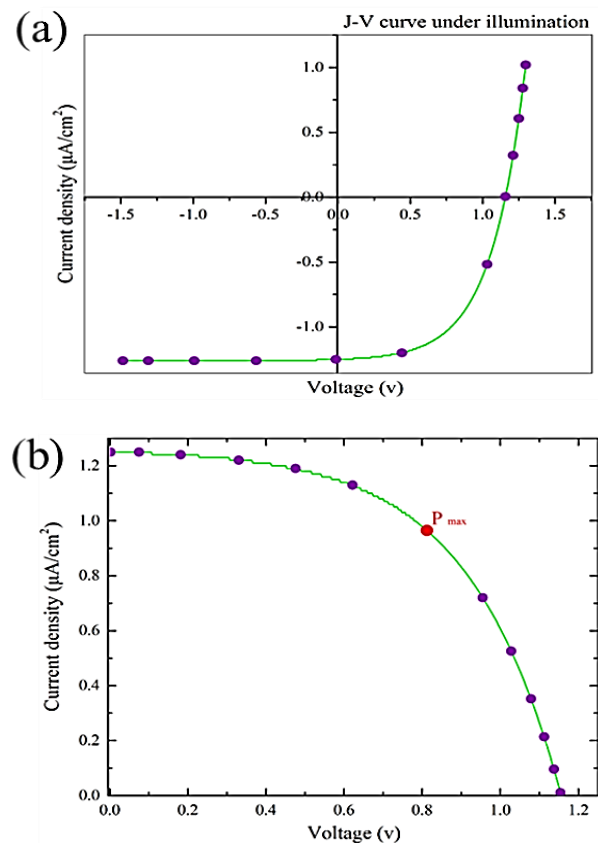 (a)
J-V curve under illumination
Current density (μA/cm²)
1.0
0.5
0.0
-1.5 -1.0 -0.5 0.0 0.5 1.0 1.5
-0.5
-1.0
Voltage (v)
(b)
Current density (μA/cm²)
1.2
1.0
0.8
0.6
0.4
0.2
0.0
P max
0.0 0.2 0.4 0.6 0.8 1.0 1.2
Voltage (v)